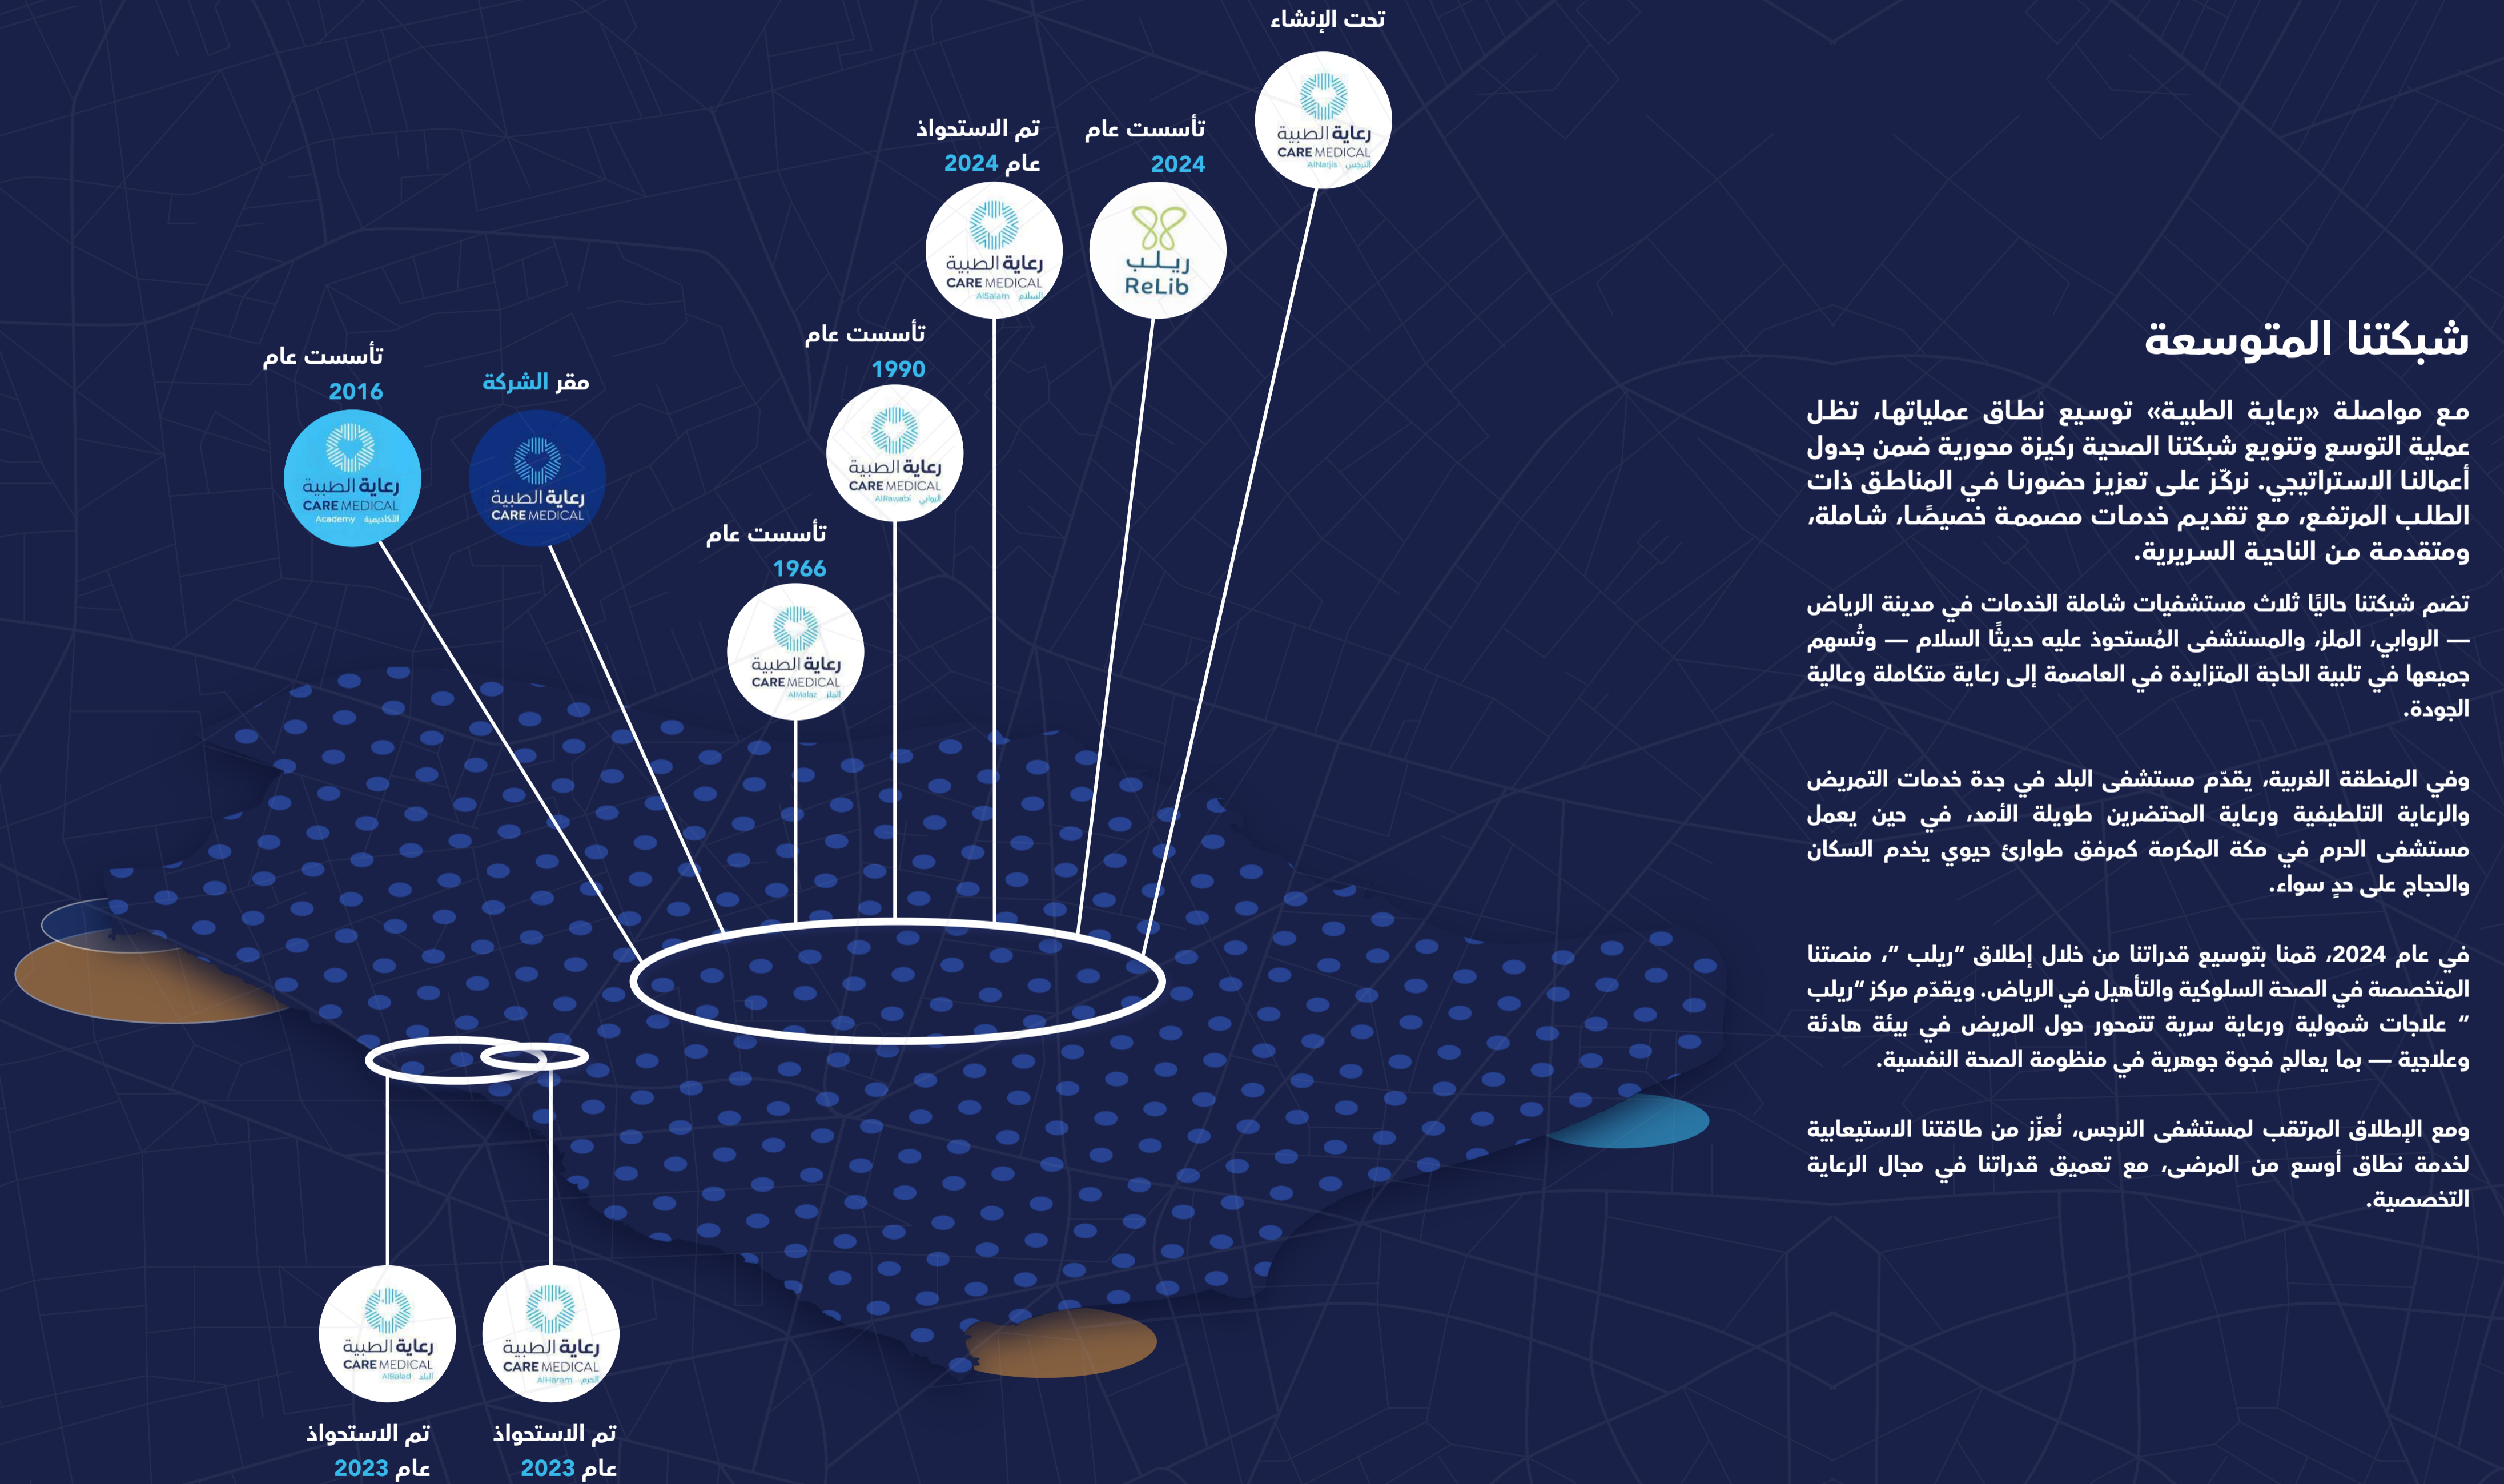 شبكتنا المتوسعة
مع مواصلة «رعاية الطبية» توسيع نطاق عملياتها، تظل
عملية التوسع وتنويع شبكتنا الصحية ركيزة محورية ضمن جدول
أعمالنا الاستراتيجي. نركّز على تعزيز حضورنا في المناطق ذات
الطلب المرتفع، مع تقديم خدمات مصممة خصيصًا، شاملة،
ومتقدمة من الناحية السريرية.
تضم شبكتنا حاليًا ثلاث مستشفيات شاملة الخدمات في مدينة الرياض
— الروابي، الملز، والمستشفى المُستحوذ عليه حديثًا السلام — وتُسهم
جميعها في تلبية الحاجة المتزايدة في العاصمة إلى رعاية متكاملة وعالية
الجودة.
وفي المنطقة الغربية، يقدّم مستشفى البلد في جدة خدمات التمريض
والرعاية التلطيفية ورعاية المحتضرين طويلة الأمد، في حين يعمل
مستشفى الحرم في مكة المكرمة كمرفق طوارئ حيوي يخدم السكان
والحجاج على حدٍ سواء.
في عام 2024، قمنا بتوسيع قدراتنا من خلال إطلاق “ريلب “، منصتنا
المتخصصة في الصحة السلوكية والتأهيل في الرياض. ويقدّم مركز “ريلب
“ علاجات شمولية ورعاية سرية تتمحور حول المريض في بيئة هادئة
وعلاجية — بما يعالج فجوة جوهرية في منظومة الصحة النفسية.
ومع الإطلاق المرتقب لمستشفى النرجس، نُعزّز من طاقتنا الاستيعابية
لخدمة نطاق أوسع من المرضى، مع تعميق قدراتنا في مجال الرعاية
التخصصية.
تحت الإنشاء
رعاية الطبية
CARE MEDICAL
AlNarjis النرجس
تأسست عام
2024
ريلب
ReLib
تم الاستحواذ
عام 2024
رعاية الطبية
CARE MEDICAL
AlSalam السلام
تأسست عام
1990
رعاية الطبية
CARE MEDICAL
AlRawabi الروابي
تأسست عام
1966
رعاية الطبية
CARE MEDICAL
AlMalaz الملز
مقر الشركة
رعاية الطبية
CARE MEDICAL
تأسست عام
2016
رعاية الطبية
CARE MEDICAL
Academy الأكاديمية
رعاية الطبية
CARE MEDICAL
AlHaram الحرم
تم الاستحواذ
عام 2023
رعاية الطبية
CARE MEDICAL
AlBalad البلد
تم الاستحواذ
عام 2023